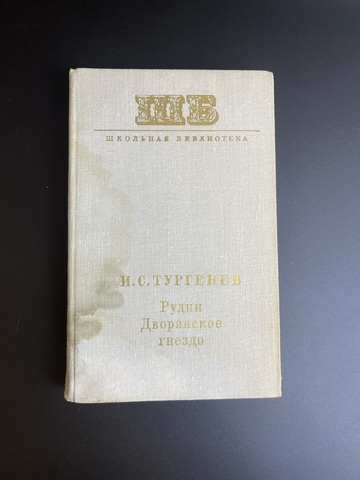 ШБ
ШКОЛЬНАЯ БИБЛИОТЕКА
И.С.ТУРГЕНЕВ
Рудин
Дворянское
гнездо